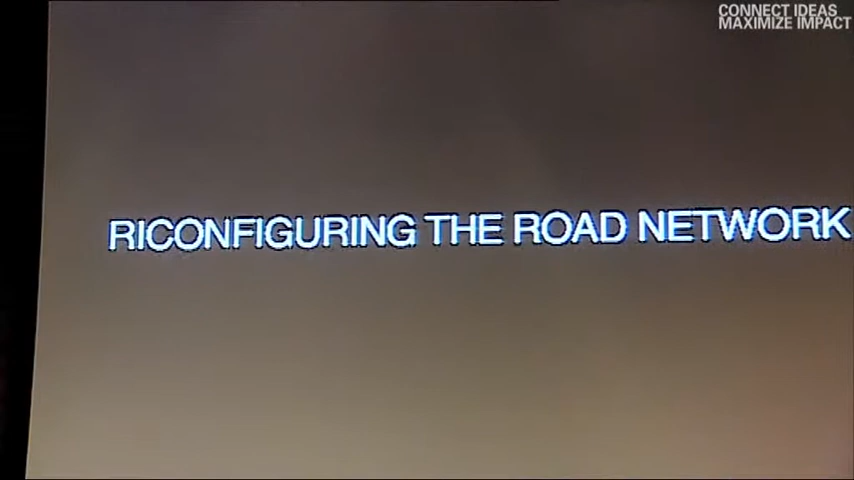 CONNECT IDEAS
MAXIMIZE IMPACT
RICONFIGURING THE ROAD NETWORK